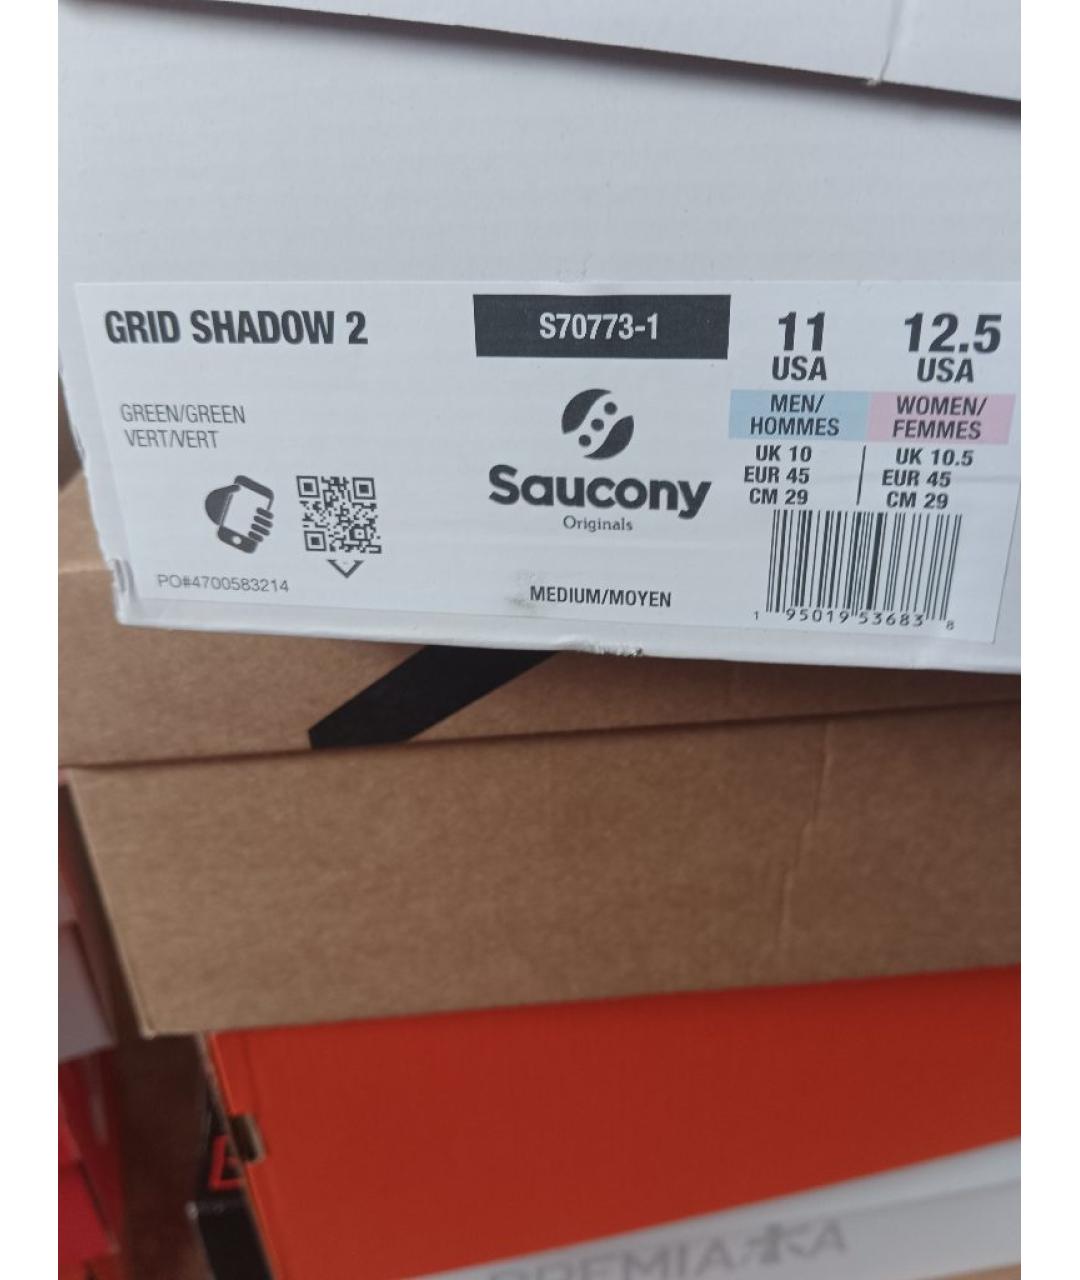 GRID SHADOW 2
S70773-1
11
USA
12.5
USA
GREEN/GREEN
VERT/VERT
MEN/
HOMMES
WOMEN/
FEMMES
UK 10
EUR 45
CM 29
UK 10.5
EUR 45
CM 29
Saucony
Originals
PO#4700583214
MEDIUM/MOYEN
1 95019 53683 8
PREMIATA